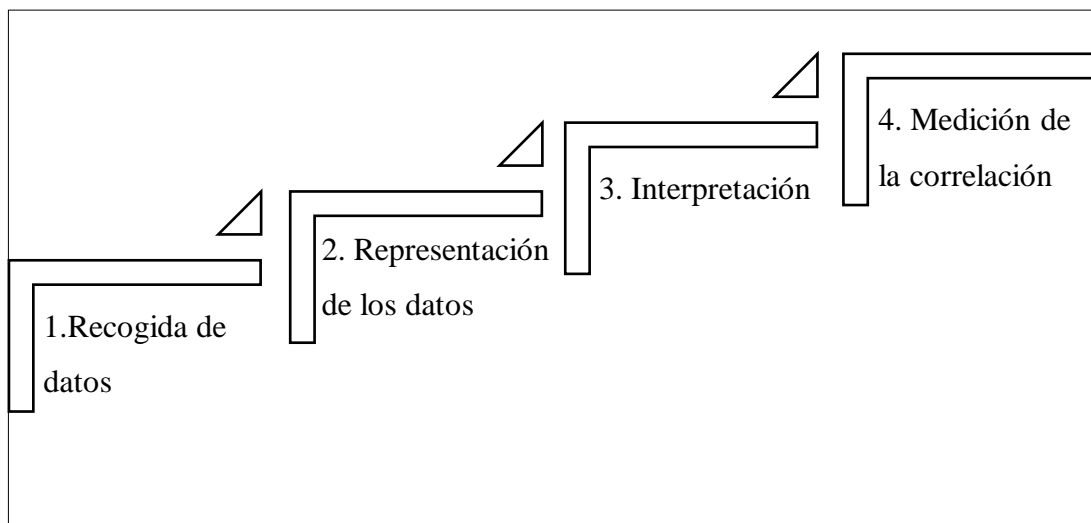 1.Recogida de
datos
2. Representación
de los datos
3. Interpretación
4. Medición de
la correlación